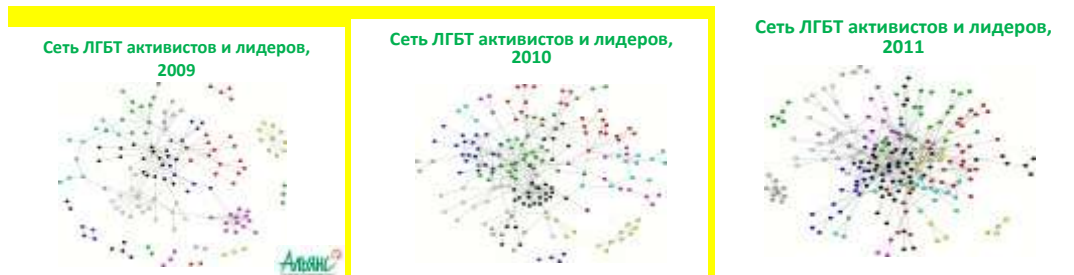 Сеть ЛГБТ активистов и лидеров,
2009
Сеть ЛГБТ активистов и лидеров,
2010
Сеть ЛГБТ активистов и лидеров,
2011
Альянс